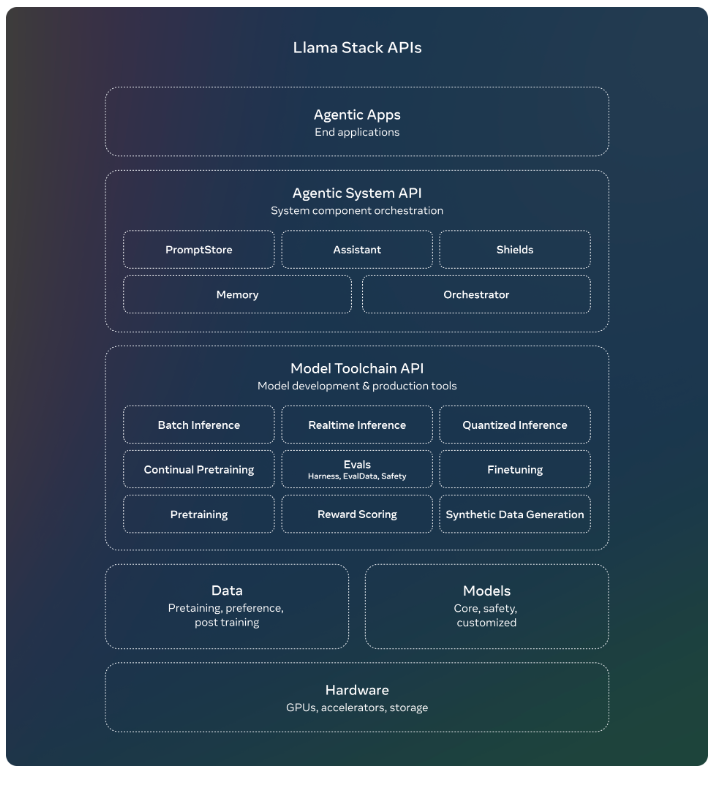 Llama Stack APIs
Agentic Apps
End applications
Agentic System API
System component orchestration
PromptStore
Assistant
Shields
Memory
Orchestrator
Model Toolchain API
Model development & production tools
Batch Inference
Realtime Inference
Quantized Inference
Continual Pretraining
Evals
Harness, EvalData, Safety
Finetuning
Pretraining
Reward Scoring
Synthetic Data Generation
Data
Pretaining, preference,
post training
Models
Core, safety,
customized
Hardware
GPUs, accelerators, storage